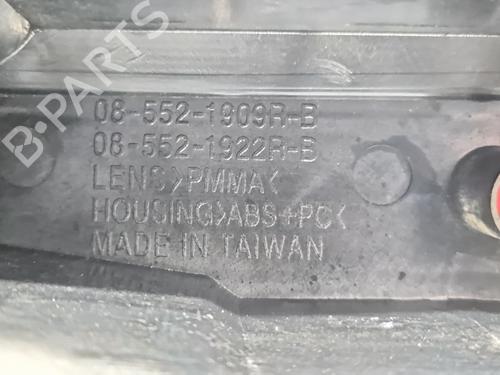 08-552-1909R-B
08-552-1922R-B
LENS>PMMA<
HOUSING>ABS+PC<
MADE IN TAIWAN
B-PARTS